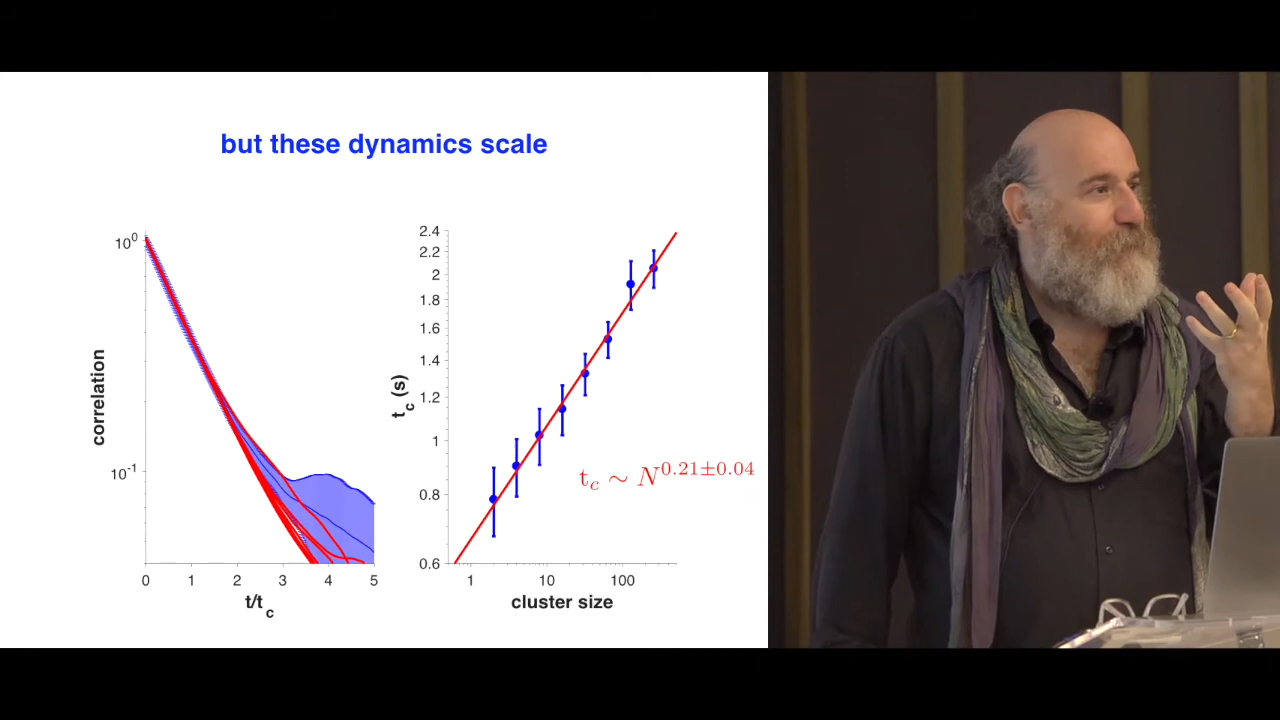 but these dynamics scale
10^0
10^-1
correlation
0 1 2 3 4 5
t/t_c
2.4
2.2
2
1.8
1.6
1.4
1.2
1
0.8
0.6
t_c (s)
t_c ∼ N^0.21±0.04
1 10 100
cluster size